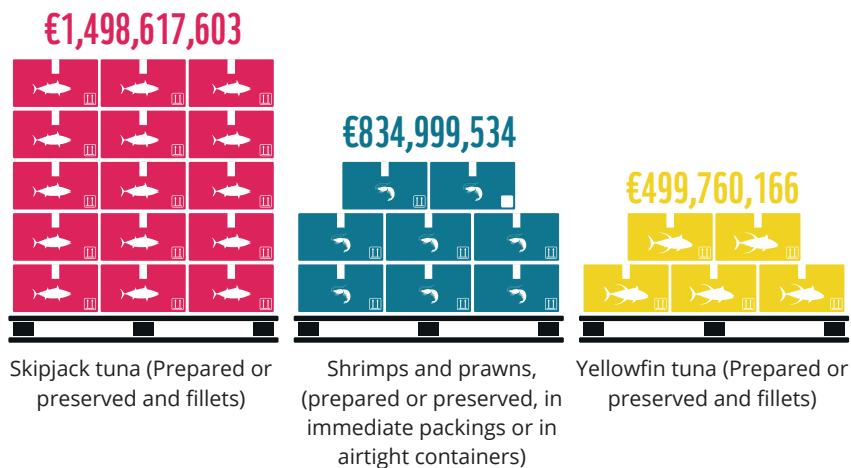 €1,498,617,603
€834,999,534
€499,760,166
Skipjack tuna (Prepared or
preserved and fillets)
Shrimps and prawns,
(prepared or preserved, in
immediate packings or in
airtight containers)
Yellowfin tuna (Prepared or
preserved and fillets)